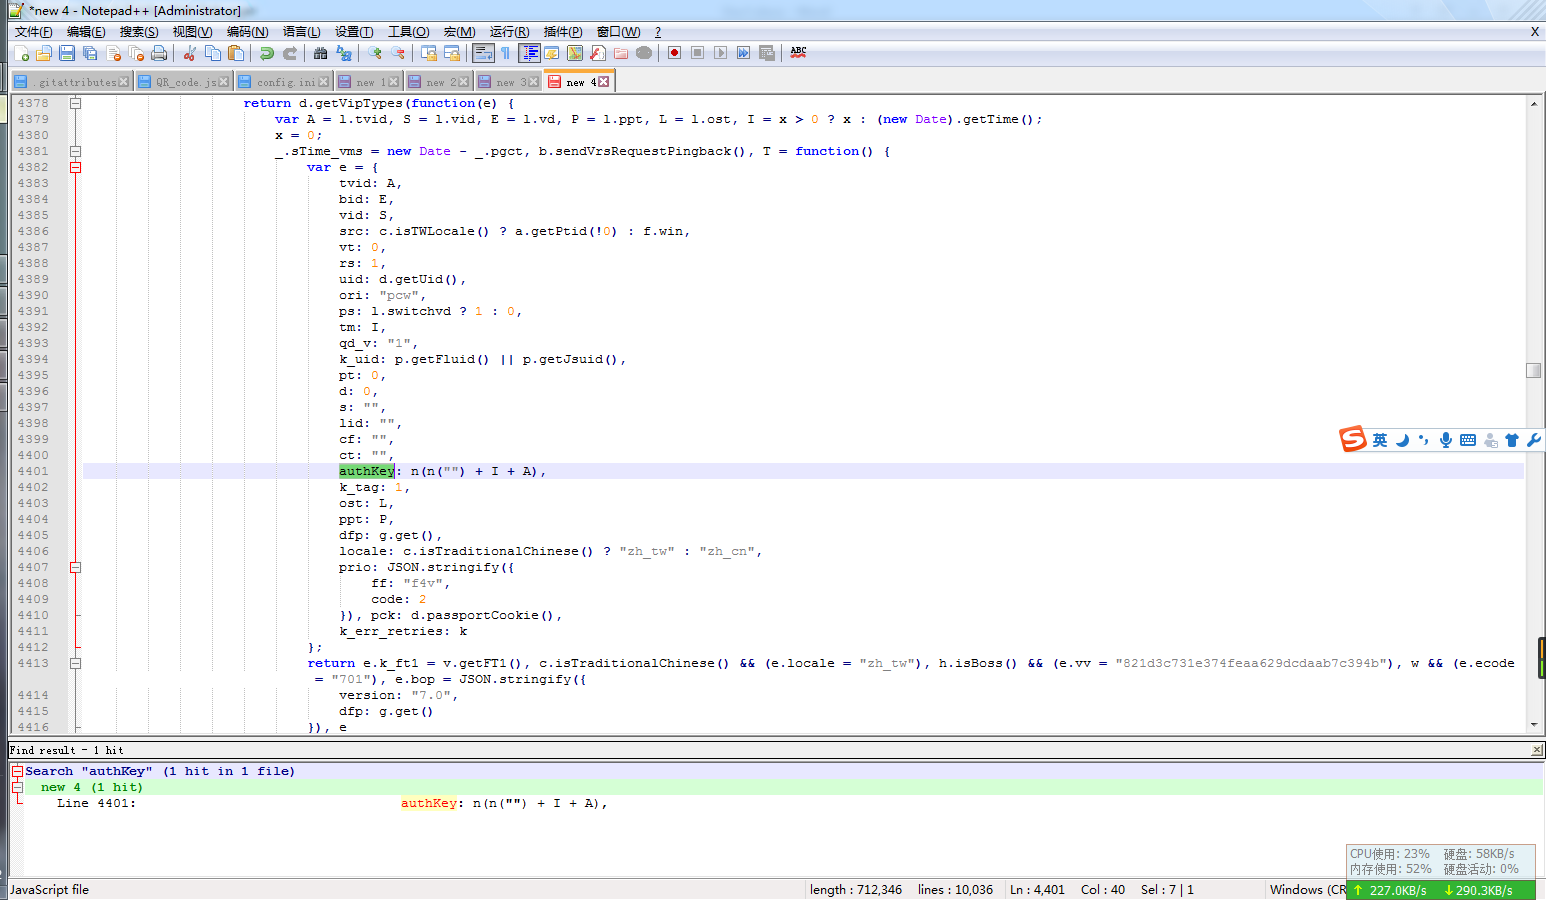 *new 4 - Notepad++ [Administrator]
文件(F) 编辑(E) 搜索(S) 视图(V) 编码(N) 语言(L) 设置(T) 工具(O) 宏(M) 运行(R) 插件(P) 窗口(W) ? X
ABC
.gitattributes QR_code.js config.ini new 1 new 2 new 3 new 4
4378 return d.getVipTypes(function(e) {
4379 var A = l.tvid, S = l.vid, E = l.vd, P = l.ppt, L = l.ost, I = x > 0 ? x : (new Date).getTime();
4380 x = 0;
4381 _.sTime_vms = new Date - _.pgct, b.sendVrsRequestPingback(), T = function() {
4382 var e = {
4383 tvid: A,
4384 bid: E,
4385 vid: S,
4386 src: c.isTWLocale() ? a.getPtid(!0) : f.win,
4387 vt: 0,
4388 rs: 1,
4389 uid: d.getUid(),
4390 ori: "pcw",
4391 ps: l.switchvd ? 1 : 0,
4392 tm: I,
4393 qd_v: "1",
4394 k_uid: p.getFluid() || p.getJsuid(),
4395 pt: 0,
4396 d: 0,
4397 s: "",
4398 lid: "",
4399 cf: "",
4400 ct: "",
4401 authKey: n(n("") + I + A),
4402 k_tag: 1,
4403 ost: L,
4404 ppt: P,
4405 dfp: g.get(),
4406 locale: c.isTraditionalChinese() ? "zh_tw" : "zh_cn",
4407 prio: JSON.stringify({
4408 ff: "f4v",
4409 code: 2
4410 }), pck: d.passportCookie(),
4411 k_err_retries: k
4412 };
4413 return e.k_ft1 = v.getFT1(), c.isTraditionalChinese() && (e.locale = "zh_tw"), h.isBoss() && (e.vv = "821d3c731e374feaa629dcdaab7c394b"), w && (e.ecode
= "701"), e.bop = JSON.stringify({
4414 version: "7.0",
4415 dfp: g.get()
4416 }), e
英
Find result - 1 hit
Search "authKey" (1 hit in 1 file)
new 4 (1 hit)
Line 4401: authKey: n(n("") + I + A),
CPU使用: 23% 硬盘: 58KB/s
内存使用: 52% 硬盘活动: 0%
↑ 227.0KB/s ↓290.3KB/s
JavaScript file length : 712,346 lines : 10,036 Ln : 4,401 Col : 40 Sel : 7 | 1 Windows (CR